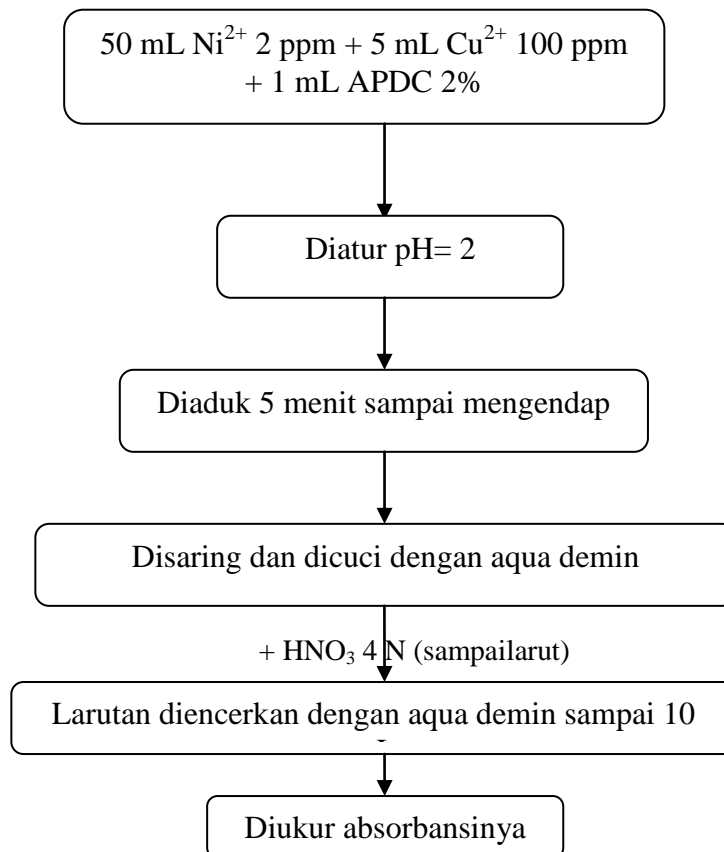 50 mL Ni²⁺ 2 ppm + 5 mL Cu²⁺ 100 ppm
+ 1 mL APDC 2%
Diatur pH= 2
Diaduk 5 menit sampai mengendap
Disaring dan dicuci dengan aqua demin
+ HNO₃ 4 N (sampailarut)
Larutan diencerkan dengan aqua demin sampai 10
Diukur absorbansinya